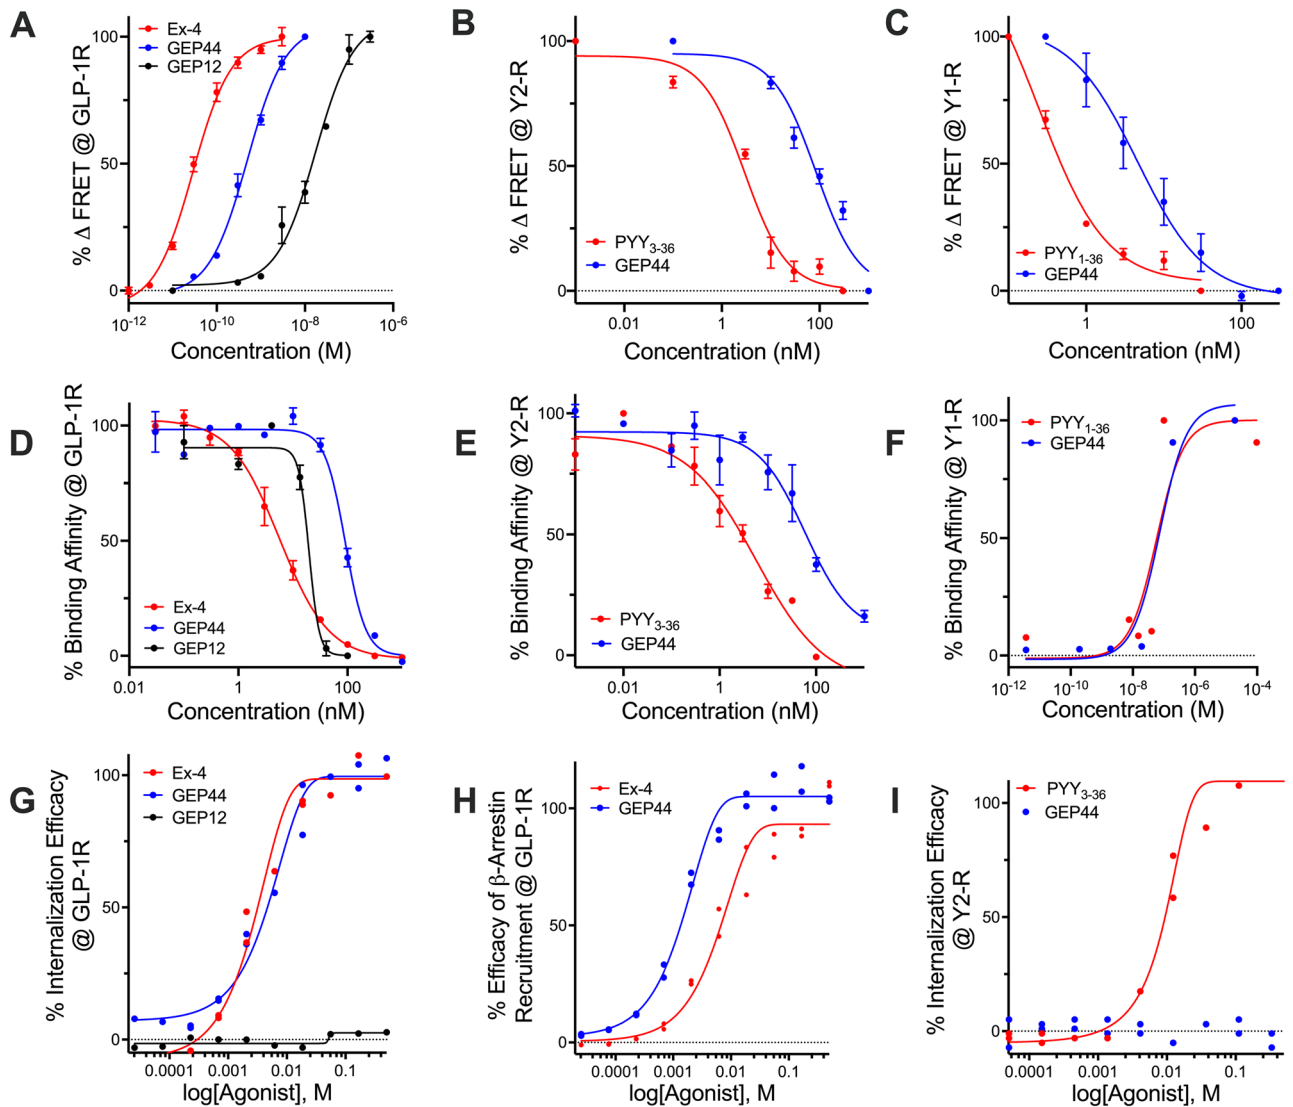 A
% Δ FRET @ GLP-1R
100
50
0
Ex-4
GEP44
GEP12
10⁻¹² 10⁻¹⁰ 10⁻⁸ 10⁻⁶
Concentration (M)
B
% Δ FRET @ Y2-R
100
50
0
PYY₃₋₃₆
GEP44
0.01 1 100
Concentration (nM)
C
% Δ FRET @ Y1-R
100
50
0
PYY₁₋₃₆
GEP44
1 100
Concentration (nM)
D
% Binding Affinity @ GLP-1R
100
50
0
Ex-4
GEP44
GEP12
0.01 1 100
Concentration (nM)
E
% Binding Affinity @ Y2-R
100
50
0
PYY₃₋₃₆
GEP44
0.01 1 100
Concentration (nM)
F
% Binding Affinity @ Y1-R
100
50
0
PYY₁₋₃₆
GEP44
10⁻¹² 10⁻¹⁰ 10⁻⁸ 10⁻⁶ 10⁻⁴
Concentration (M)
G
% Internalization Efficacy
@ GLP-1R
100
50
0
Ex-4
GEP44
GEP12
0.0001 0.001 0.01 0.1
log[Agonist], M
H
% Efficacy of β-Arrestin
Recruitment @ GLP-1R
100
50
0
Ex-4
GEP44
0.0001 0.001 0.01 0.1
log[Agonist], M
I
% Internalization Efficacy
@ Y2-R
100
50
0
PYY₃₋₃₆
GEP44
0.0001 0.001 0.01 0.1
log[Agonist], M